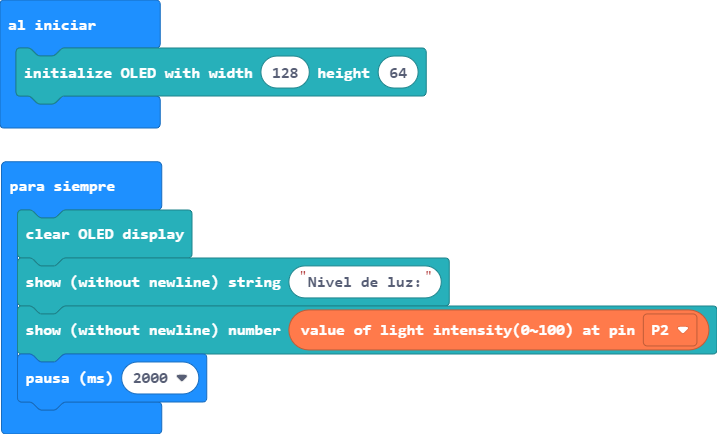 al iniciar
initialize OLED with width 128 height 64
para siempre
clear OLED display
show (without newline) string "Nivel de luz:"
show (without newline) number value of light intensity(0~100) at pin P2
pausa (ms) 2000